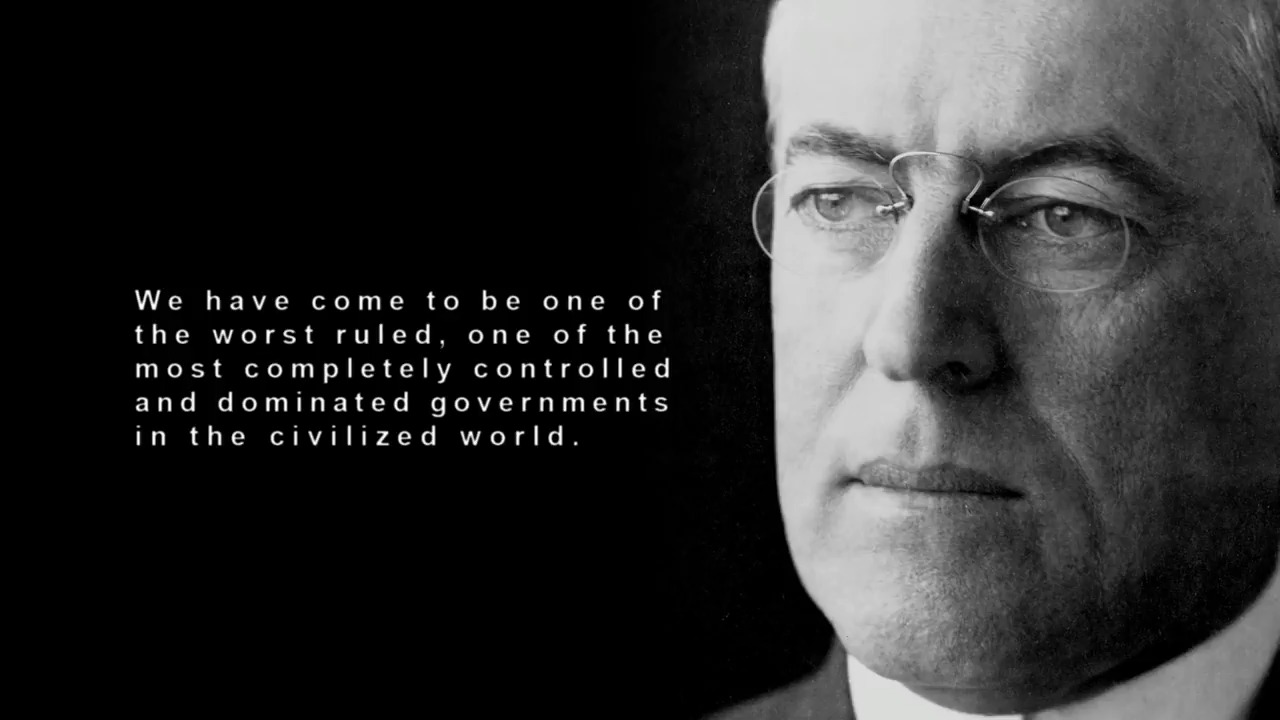 We have come to be one of
the worst ruled, one of the
most completely controlled
and dominated governments
in the civilized world.